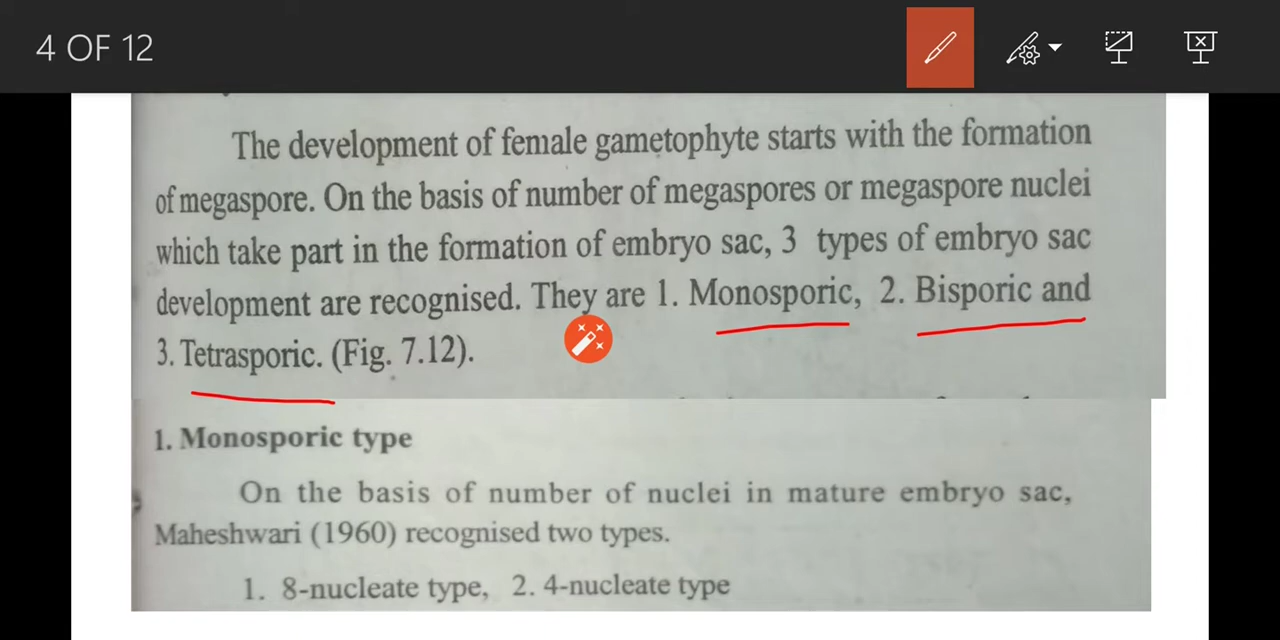 4 OF 12
The development of female gametophyte starts with the formation
of megaspore. On the basis of number of megaspores or megaspore nuclei
which take part in the formation of embryo sac, 3 types of embryo sac
development are recognised. They are 1. Monosporic, 2. Bisporic and
3. Tetrasporic. (Fig. 7.12).
1. Monosporic type
On the basis of number of nuclei in mature embryo sac,
Maheshwari (1960) recognised two types.
1. 8-nucleate type, 2. 4-nucleate type